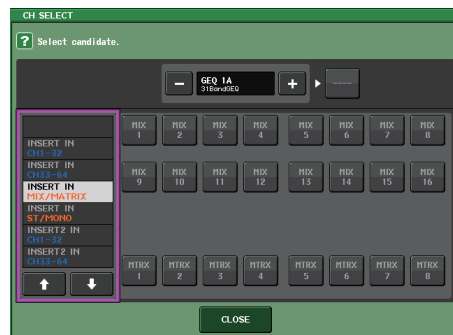 CH SELECT
? Select candidate.
− GEQ 1A +
31BandGEQ
INSERT IN
CH1-32
INSERT IN
CH33-64
INSERT IN
MIX/MATRIX
INSERT IN
ST/MONO
INSERT2 IN
CH1-32
INSERT2 IN
CH33-64
MIX 1 MIX 2 MIX 3 MIX 4 MIX 5 MIX 6 MIX 7 MIX 8
MIX 9 MIX 10 MIX 11 MIX 12 MIX 13 MIX 14 MIX 15 MIX 16
MTRX 1 MTRX 2 MTRX 3 MTRX 4 MTRX 5 MTRX 6 MTRX 7 MTRX 8
CLOSE